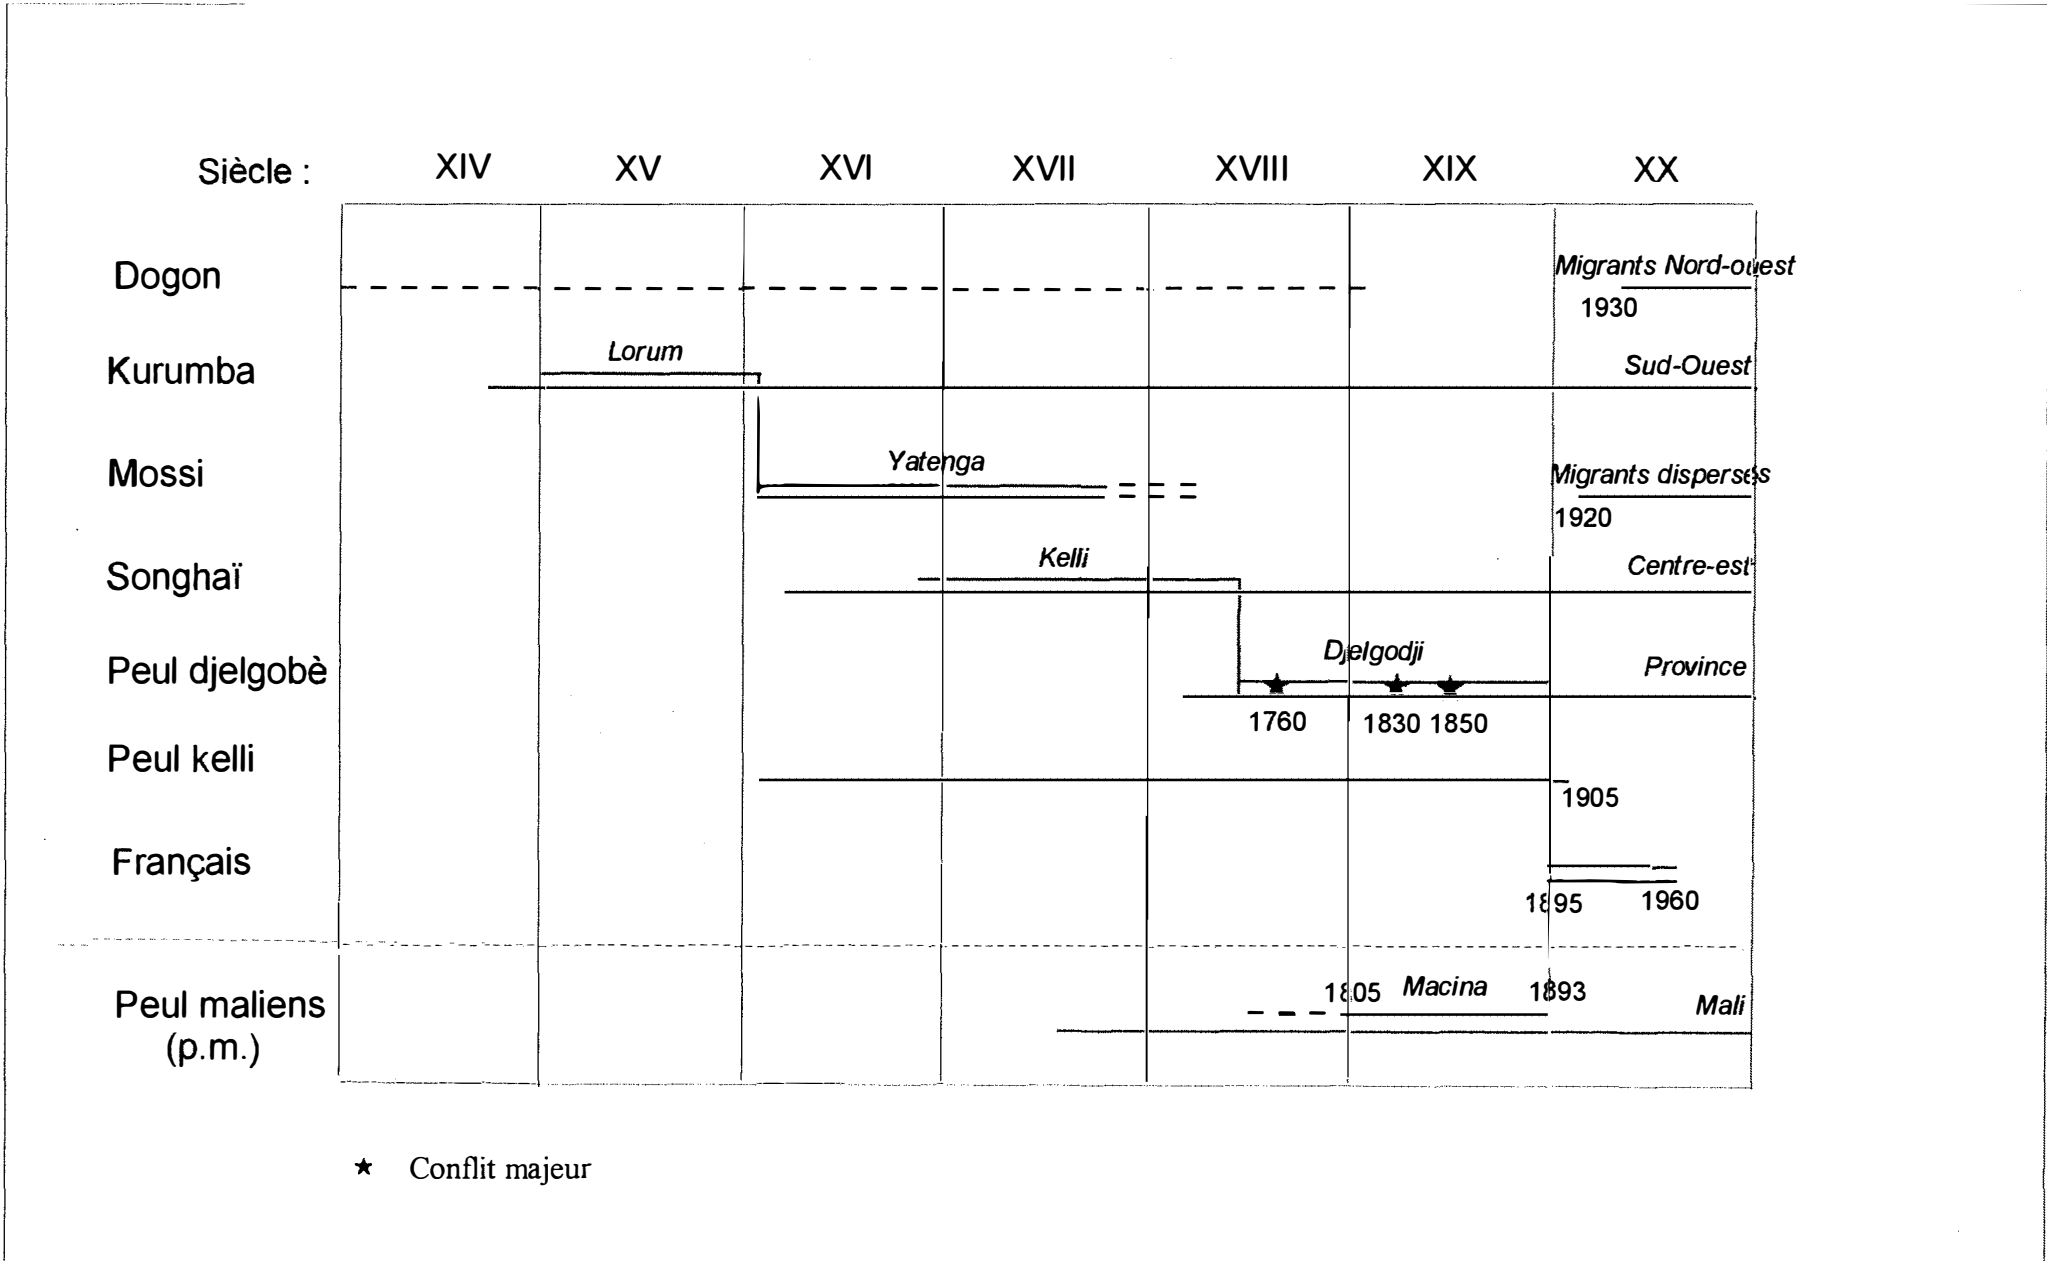 Siècle : XIV XV XVI XVII XVIII XIX XX
Dogon Migrants Nord-ouest
1930
Kurumba Lorum Sud-Ouest
Mossi Yatenga Migrants dispersés
1920
Songhaï Kelli Centre-est
Peul djelgobè Djelgodji Province
1760 1830 1850
Peul kelli
1905
Français
1895 1960
Peul maliens 1805 Macina 1893 Mali
(p.m.)
★ Conflit majeur